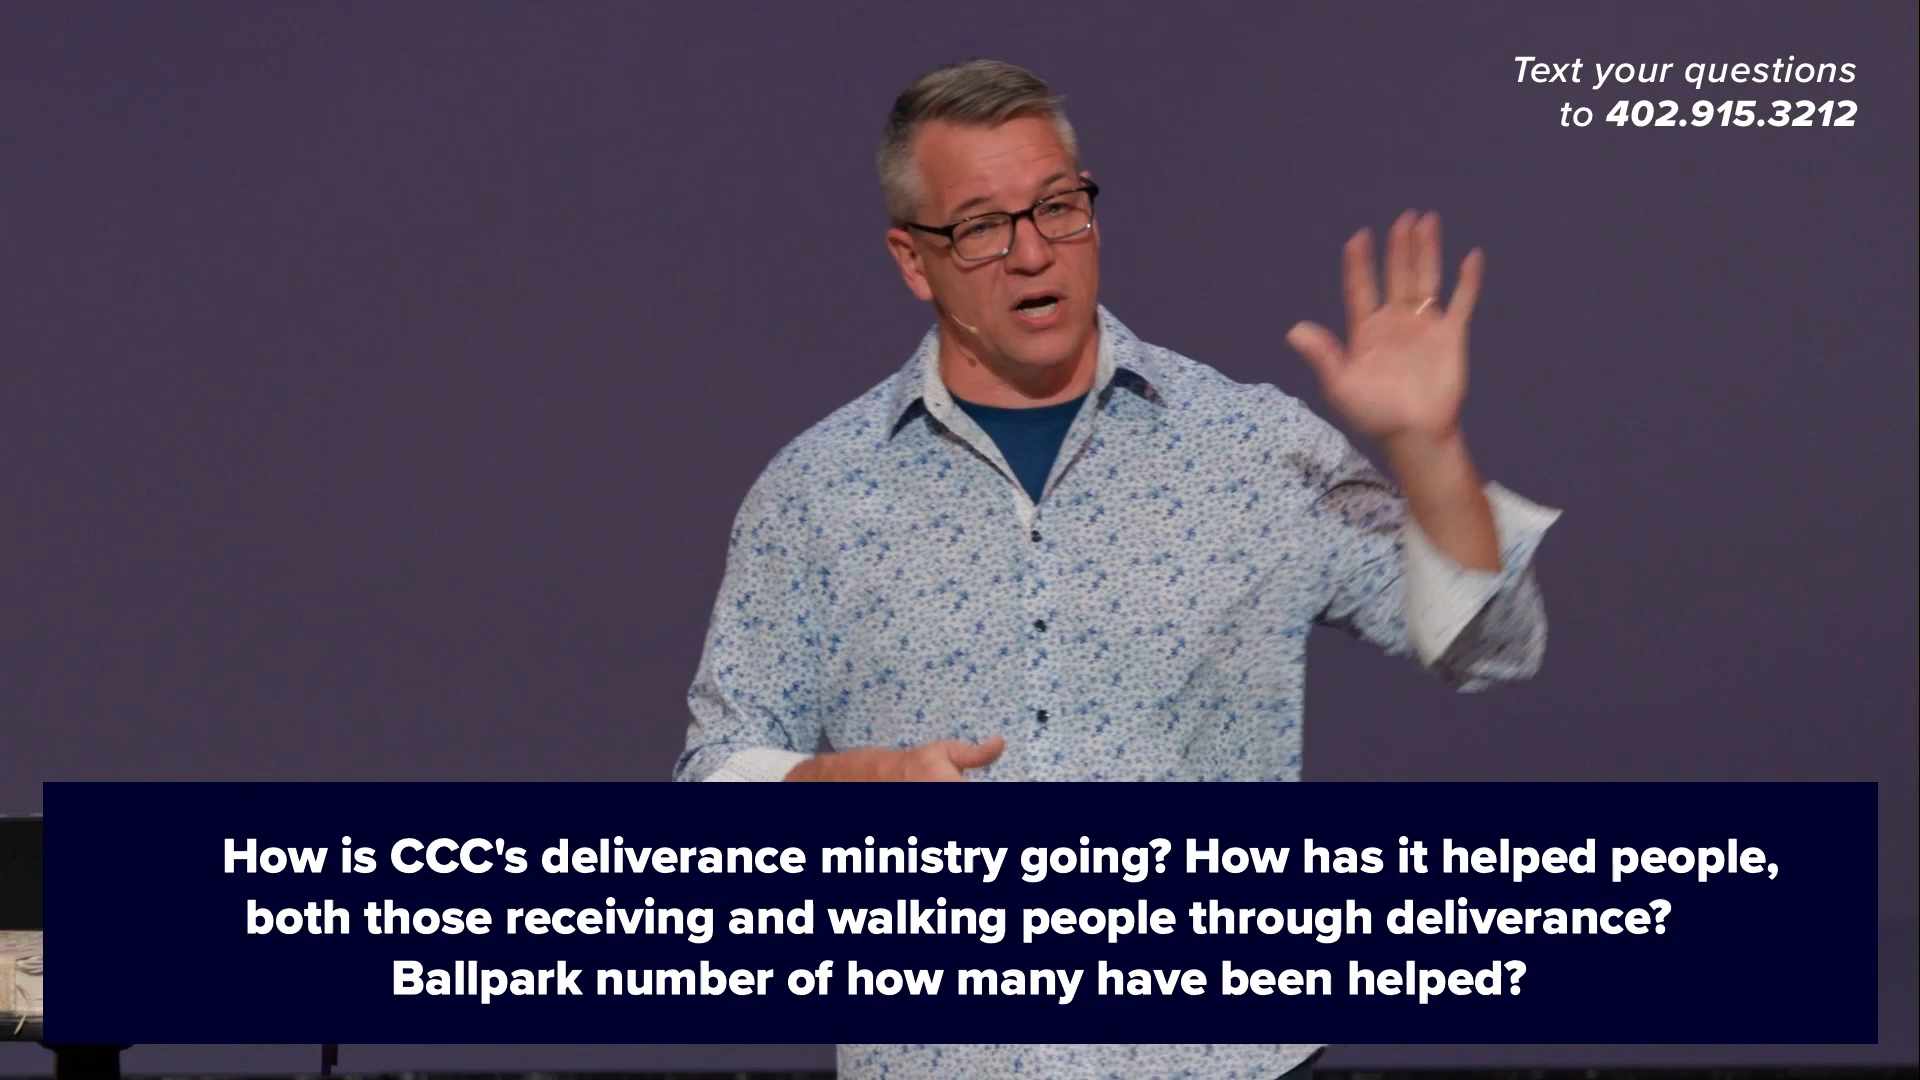 Text your questions
to 402.915.3212
How is CCC's deliverance ministry going? How has it helped people,
both those receiving and walking people through deliverance?
Ballpark number of how many have been helped?